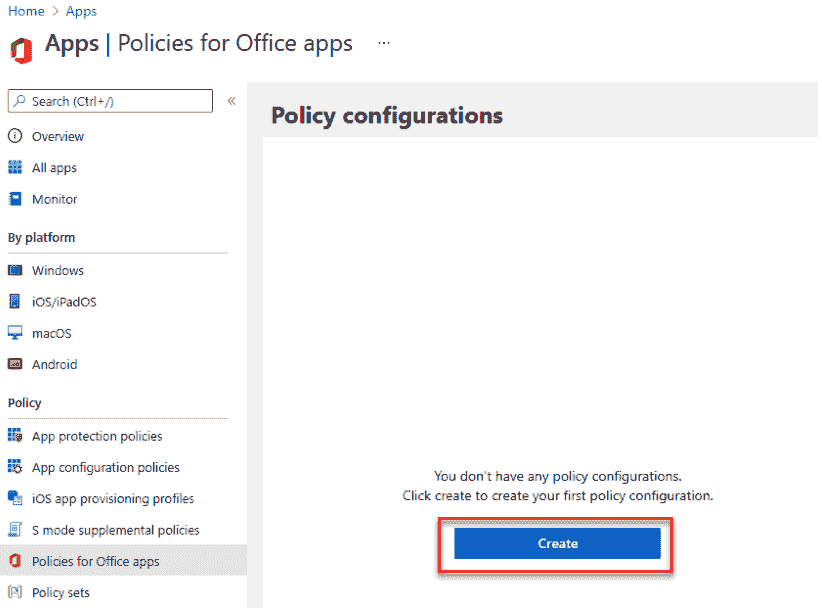 Home > Apps
Apps | Policies for Office apps ...
Search (Ctrl+/) «
Overview
All apps
Monitor
By platform
Windows
iOS/iPadOS
macOS
Android
Policy
App protection policies
App configuration policies
iOS app provisioning profiles
S mode supplemental policies
Policies for Office apps
Policy sets
Policy configurations
You don't have any policy configurations.
Click create to create your first policy configuration.
Create